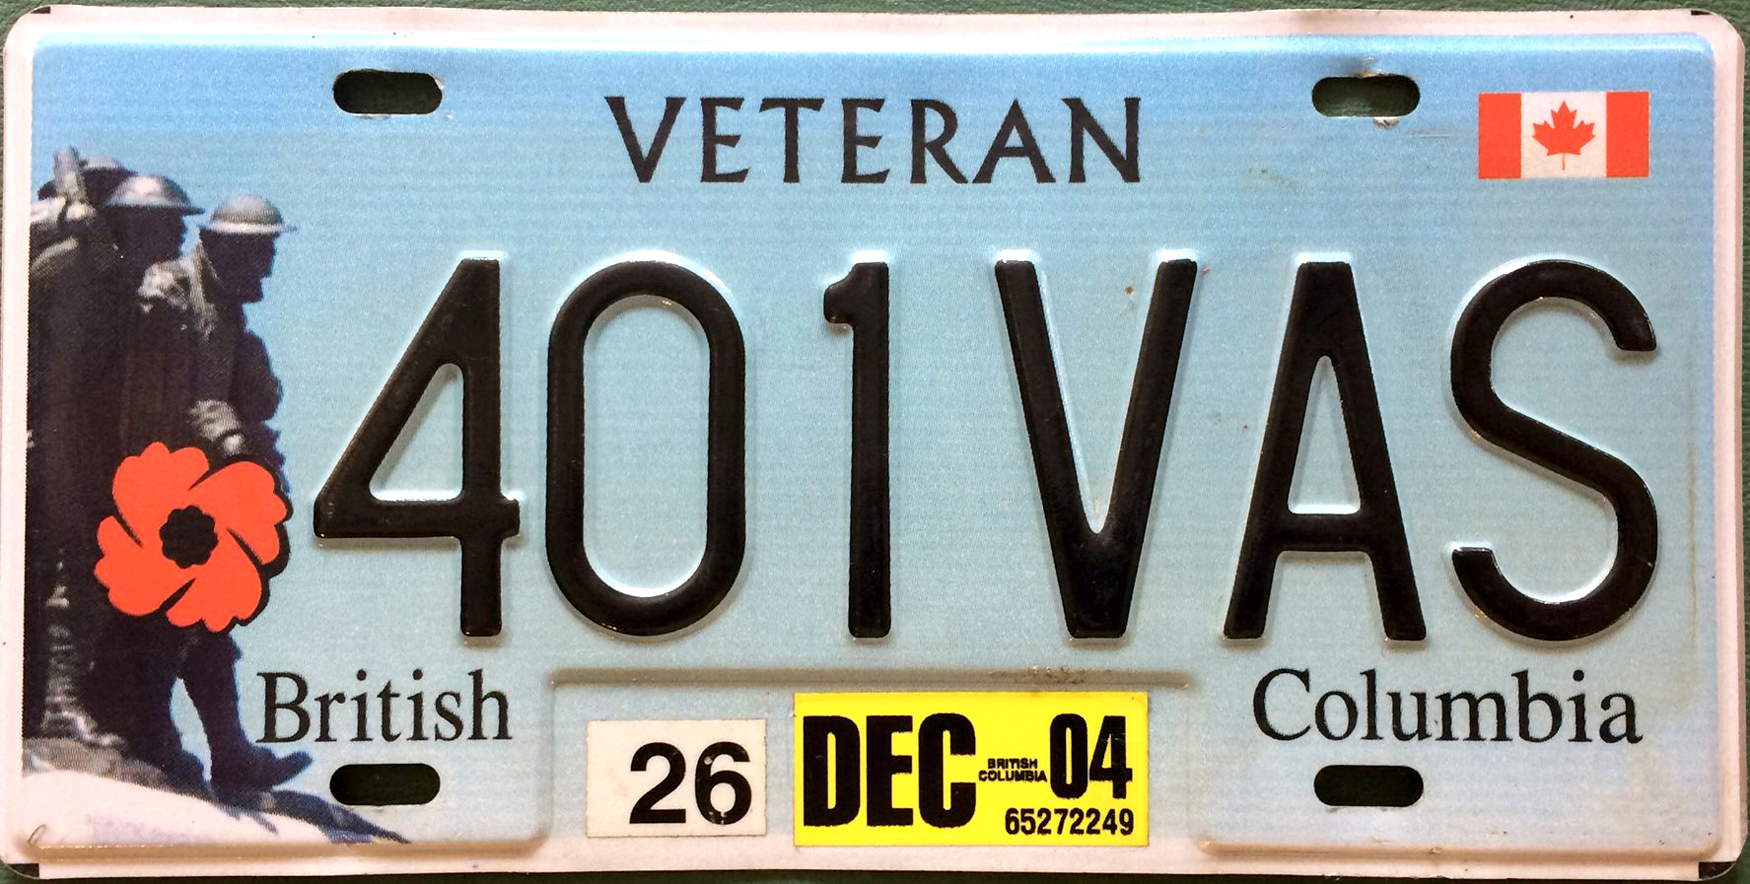 VETERAN
401VAS
British Columbia
26
DEC BRITISH COLUMBIA 04
65272249